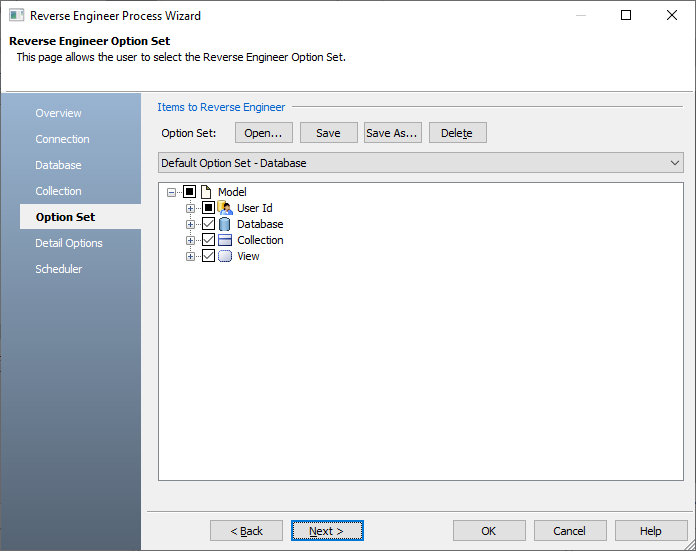 Reverse Engineer Process Wizard
Reverse Engineer Option Set
This page allows the user to select the Reverse Engineer Option Set.
Overview
Connection
Database
Collection
Option Set
Detail Options
Scheduler
Items to Reverse Engineer
Option Set: Open... Save Save As... Delete
Default Option Set - Database
Model
User Id
Database
Collection
View
< Back Next > OK Cancel Help